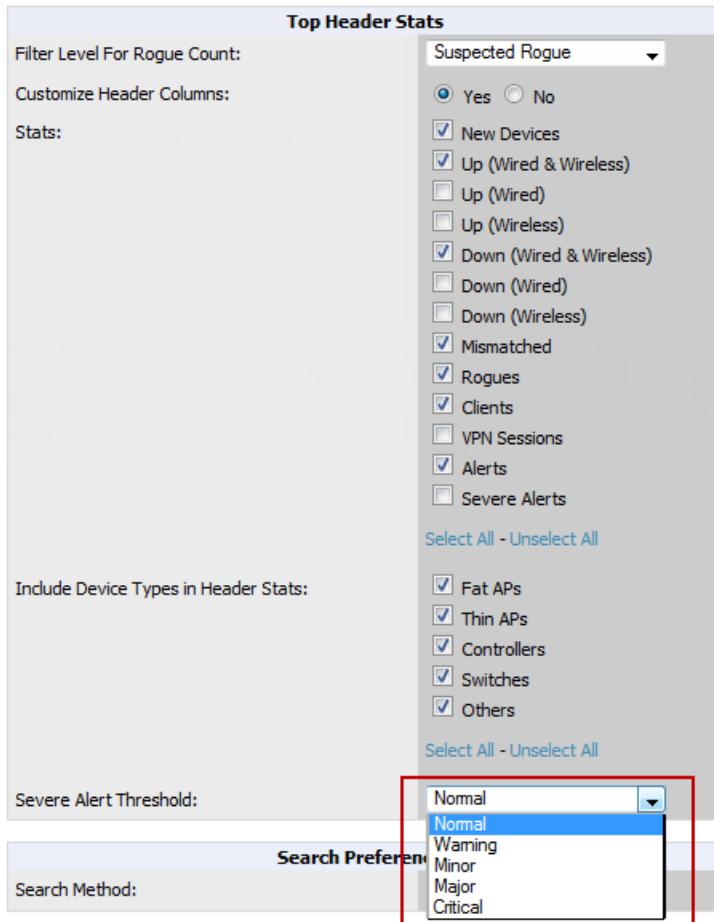 Top Header Stats
Filter Level For Rogue Count: Suspected Rogue
Customize Header Columns: Yes No
Stats: New Devices
Up (Wired & Wireless)
Up (Wired)
Up (Wireless)
Down (Wired & Wireless)
Down (Wired)
Down (Wireless)
Mismatched
Rogues
Clients
VPN Sessions
Alerts
Severe Alerts
Select All - Unselect All
Include Device Types in Header Stats: Fat APs
Thin APs
Controllers
Switches
Others
Select All - Unselect All
Severe Alert Threshold: Normal
Normal
Warning
Search Preferen
Minor
Search Method: Major
Critical